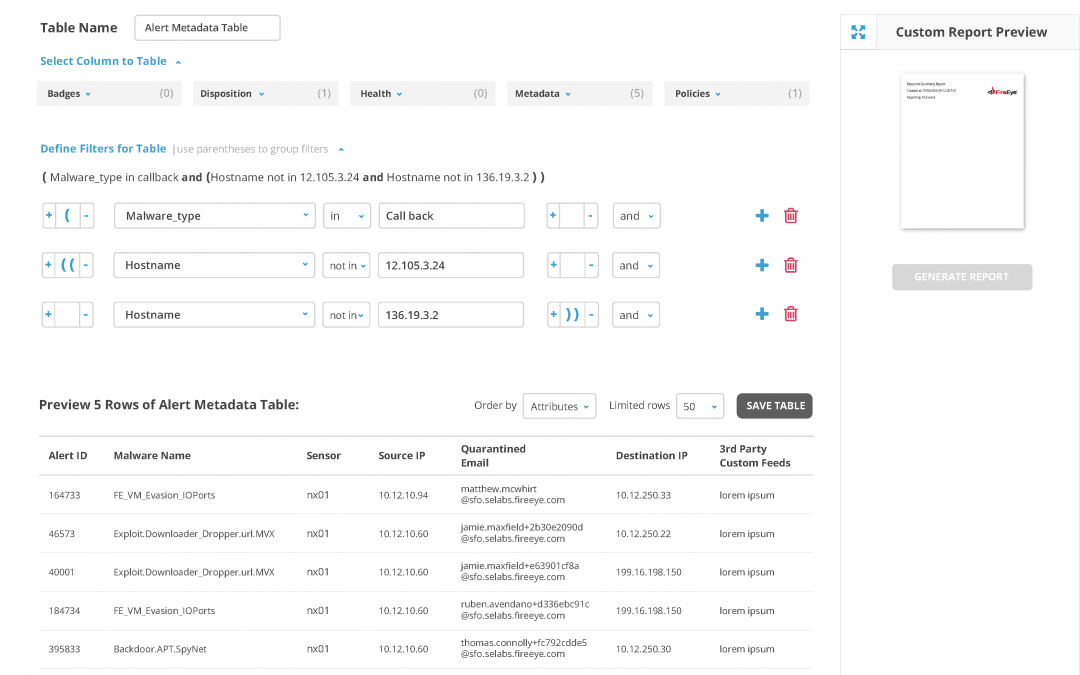 Table Name
Alert Metadata Table
Select Column to Table
Badges (0)
Disposition (1)
Health (0)
Metadata (5)
Policies (1)
Define Filters for Table |use parentheses to group filters
( Malware_type in callback and (Hostname not in 12.105.3.24 and Hostname not in 136.19.3.2 ) )
+ ( - Malware_type in Call back + - and +
+ (( - Hostname not in 12.105.3.24 + - and +
+ - Hostname not in 136.19.3.2 + )) - and +
Preview 5 Rows of Alert Metadata Table:
Order by Attributes Limited rows 50 SAVE TABLE
Alert ID Malware Name Sensor Source IP Quarantined Email Destination IP 3rd Party Custom Feeds
164733 FE_VM_Evasion_IOPorts nx01 10.12.10.94 matthew.mcwhirt @sfo.selabs.fireeye.com 10.12.250.33 lorem ipsum
46573 Exploit.Downloader_Dropper.url.MVX nx01 10.12.10.60 jamie.maxfield+2b30e2090d @sfo.selabs.fireeye.com 10.12.250.22 lorem ipsum
40001 Exploit.Downloader_Dropper.url.MVX nx01 10.12.10.60 jamie.maxfield+e63901cf8a @sfo.selabs.fireeye.com 199.16.198.150 lorem ipsum
184734 FE_VM_Evasion_IOPorts nx01 10.12.10.60 ruben.avendano+d336ebc91c @sfo.selabs.fireeye.com 199.16.198.150 lorem ipsum
395833 Backdoor.APT.SpyNet nx01 10.12.10.60 thomas.connolly+fc792cdde5 @sfo.selabs.fireeye.com 10.12.250.30 lorem ipsum
Custom Report Preview
Summary Report
FireEye
GENERATE REPORT